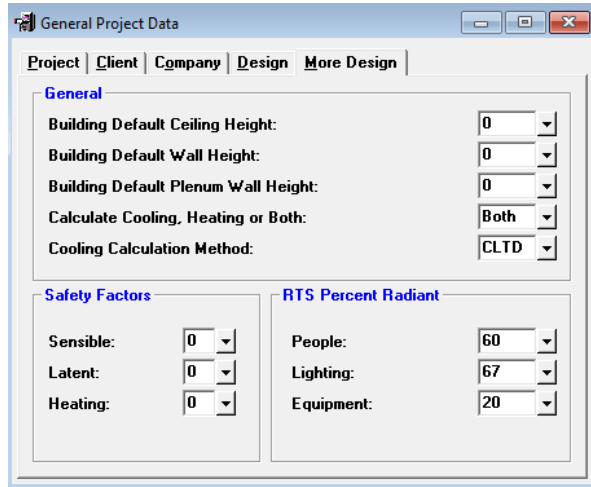 General Project Data
Project Client Company Design More Design
General
Building Default Ceiling Height: 0
Building Default Wall Height: 0
Building Default Plenum Wall Height: 0
Calculate Cooling, Heating or Both: Both
Cooling Calculation Method: CLTD
Safety Factors
Sensible: 0
Latent: 0
Heating: 0
RTS Percent Radiant
People: 60
Lighting: 67
Equipment: 20